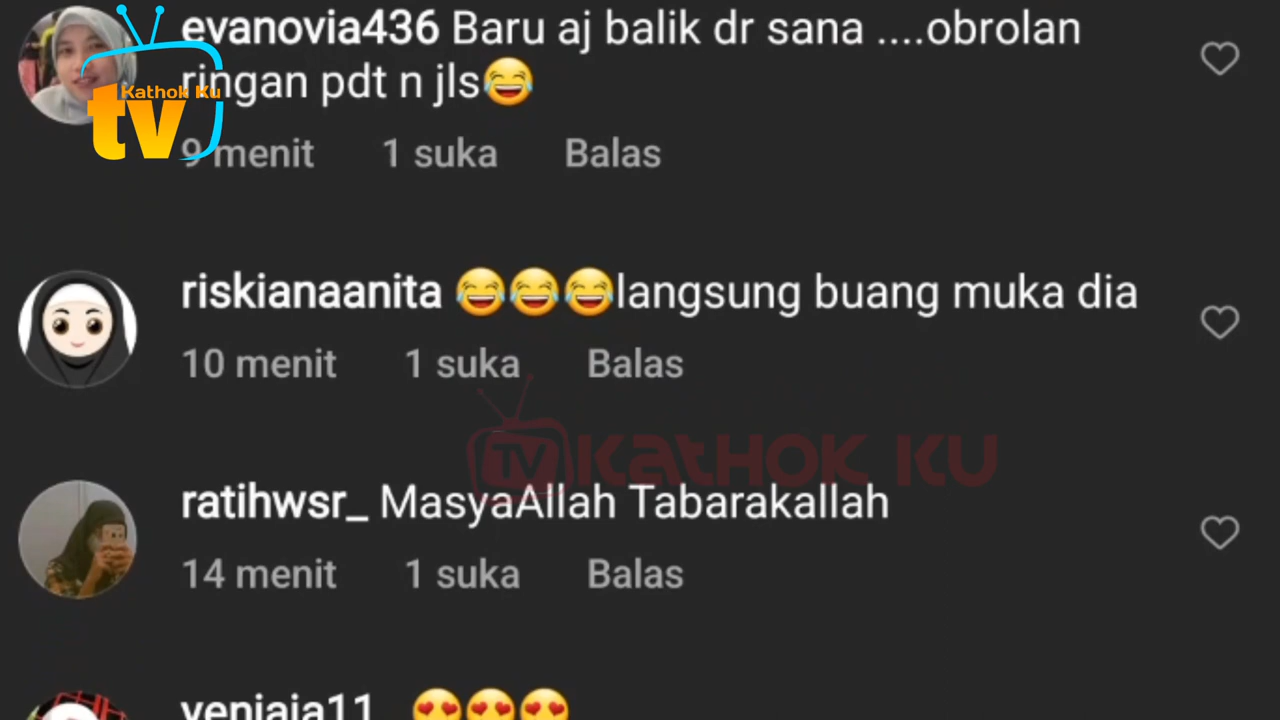 evanovia436 Baru aj balik dr sana ....obrolan
ringan pdt n jls😂
Kathok Ku
tv
9 menit 1 suka Balas
riskianaanita 😂😂😂langsung buang muka dia
10 menit 1 suka Balas
TV KATHOK KU
ratihwsr_ MasyaAllah Tabarakallah
14 menit 1 suka Balas
yeniaia11 😍😍😍